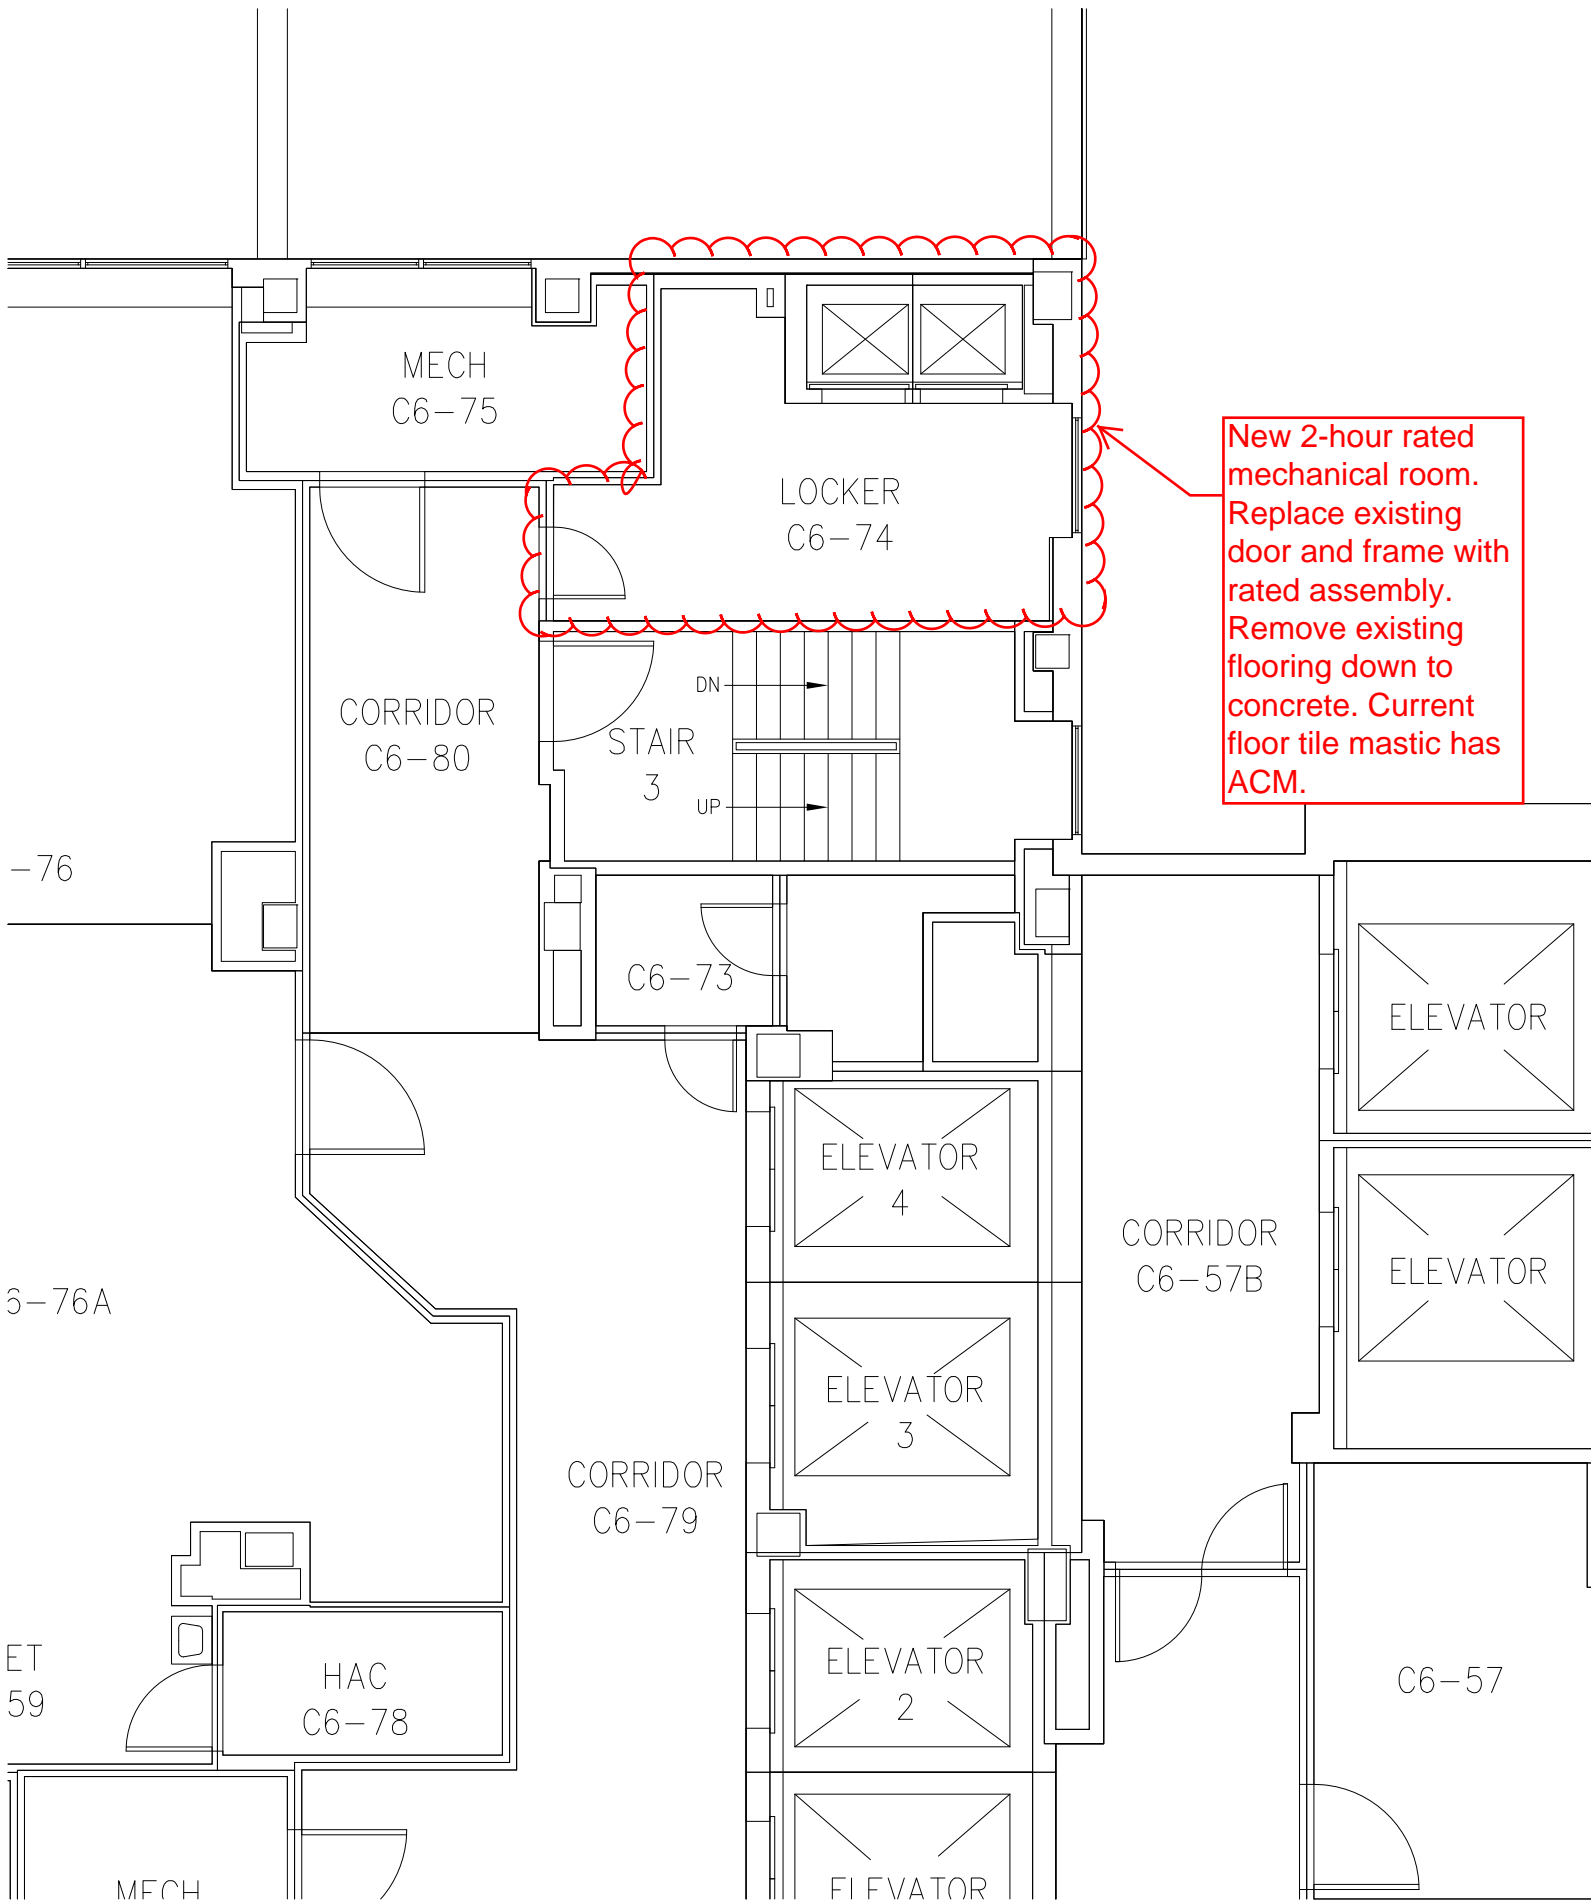 MECH
C6-75
LOCKER
C6-74
New 2-hour rated
mechanical room.
Replace existing
door and frame with
rated assembly.
Remove existing
flooring down to
concrete. Current
floor tile mastic has
ACM.
CORRIDOR
C6-80
DN
STAIR
3
UP
-76
C6-73
ELEVATOR
ELEVATOR
4
CORRIDOR
C6-57B
ELEVATOR
6-76A
ELEVATOR
3
CORRIDOR
C6-79
ET
59
HAC
C6-78
ELEVATOR
2
C6-57
MECH
ELEVATOR